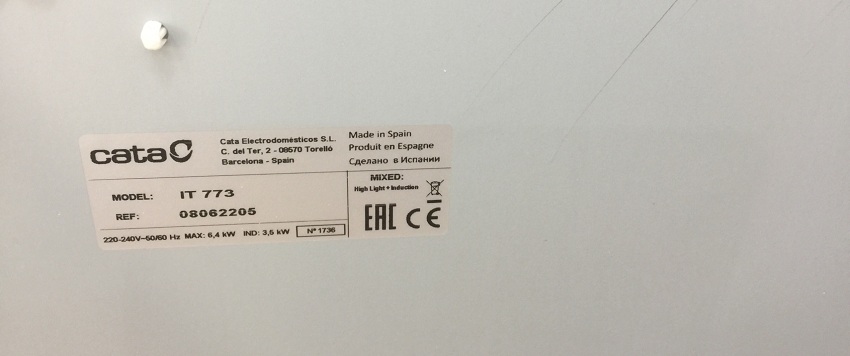 cata
Cata Electrodomésticos S.L.
C. del Ter, 2 - 08570 Torelló
Barcelona - Spain
Made in Spain
Produit en Espagne
Сделано в Испании
MODEL: IT 773
REF: 08062205
MIXED:
High Light + Induction
EAC CE
220-240V~50/60 Hz MAX: 6,4 kW IND: 3,5 kW Nº 1736